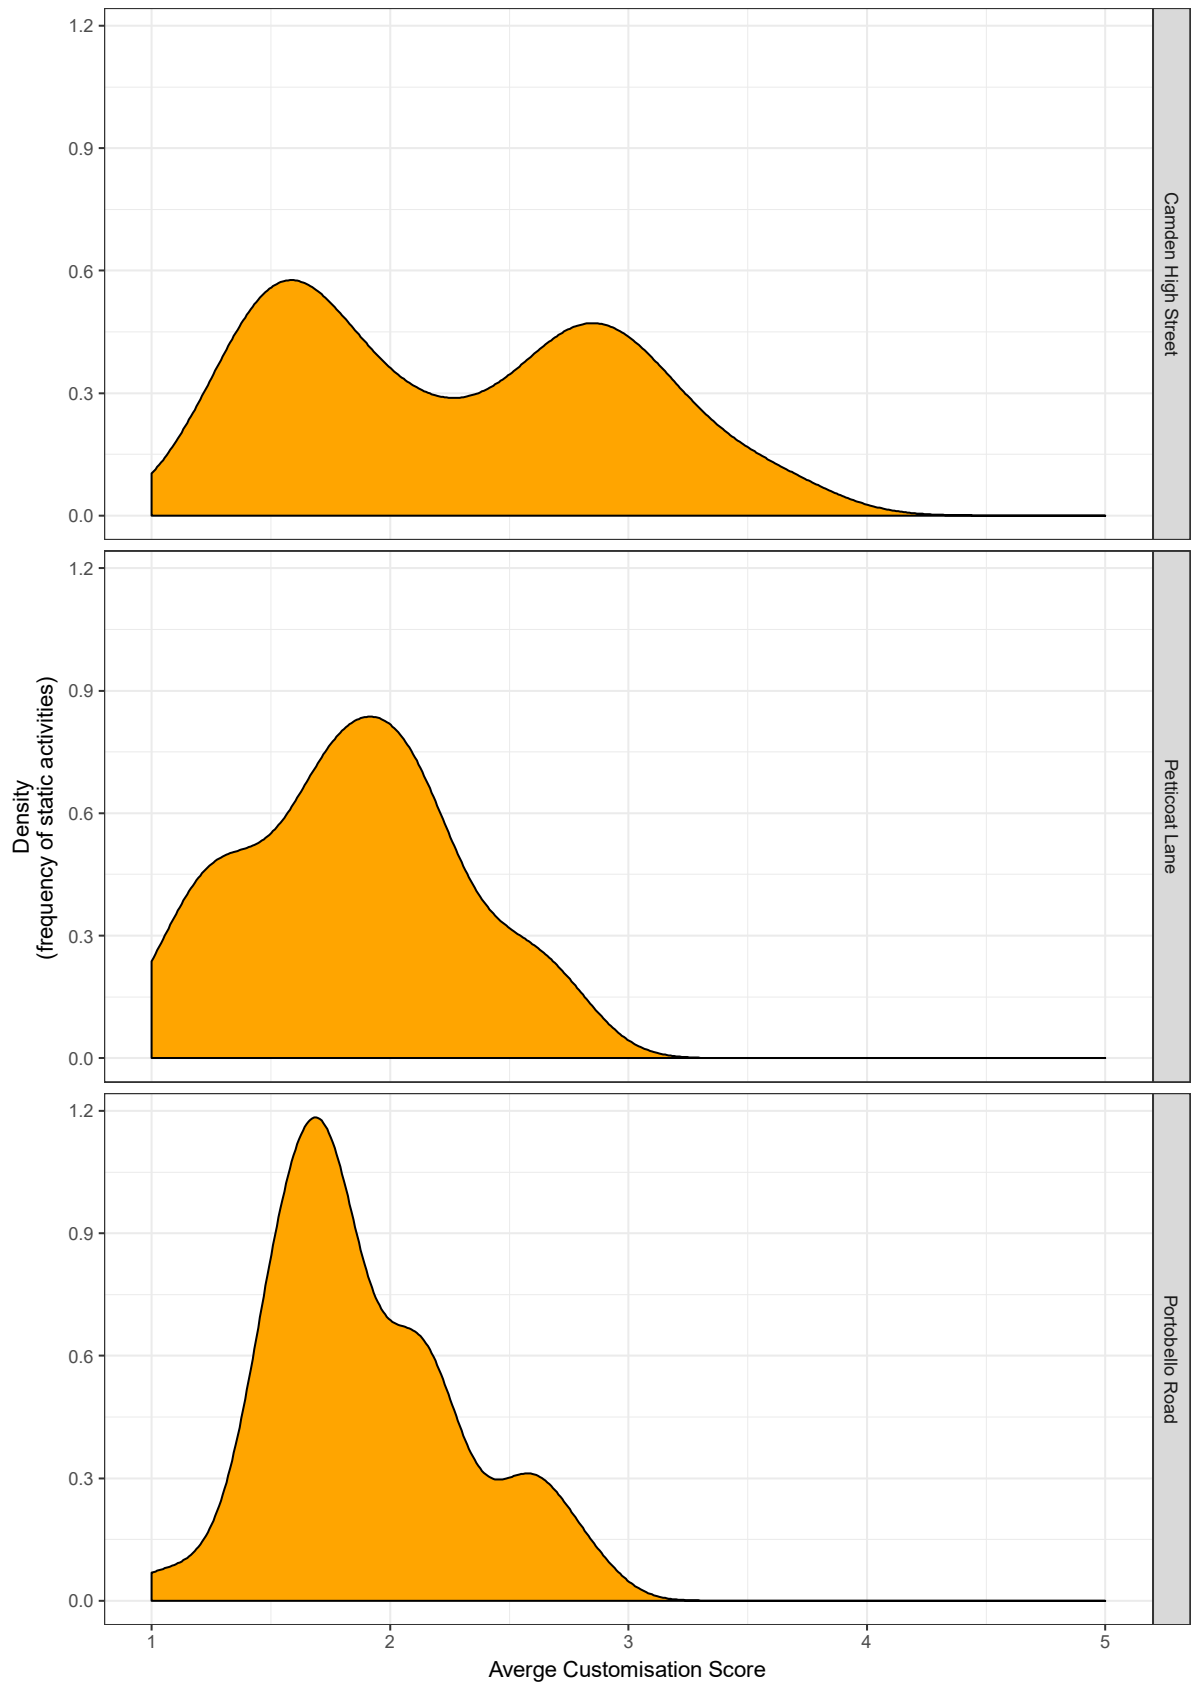 1.2
0.9
0.6
0.3
0.0
Camden High Street
1.2
0.9
0.6
0.3
0.0
Petticoat Lane
Density
(frequency of static activities)
1.2
0.9
0.6
0.3
0.0
Portobello Road
1 2 3 4 5
Averge Customisation Score